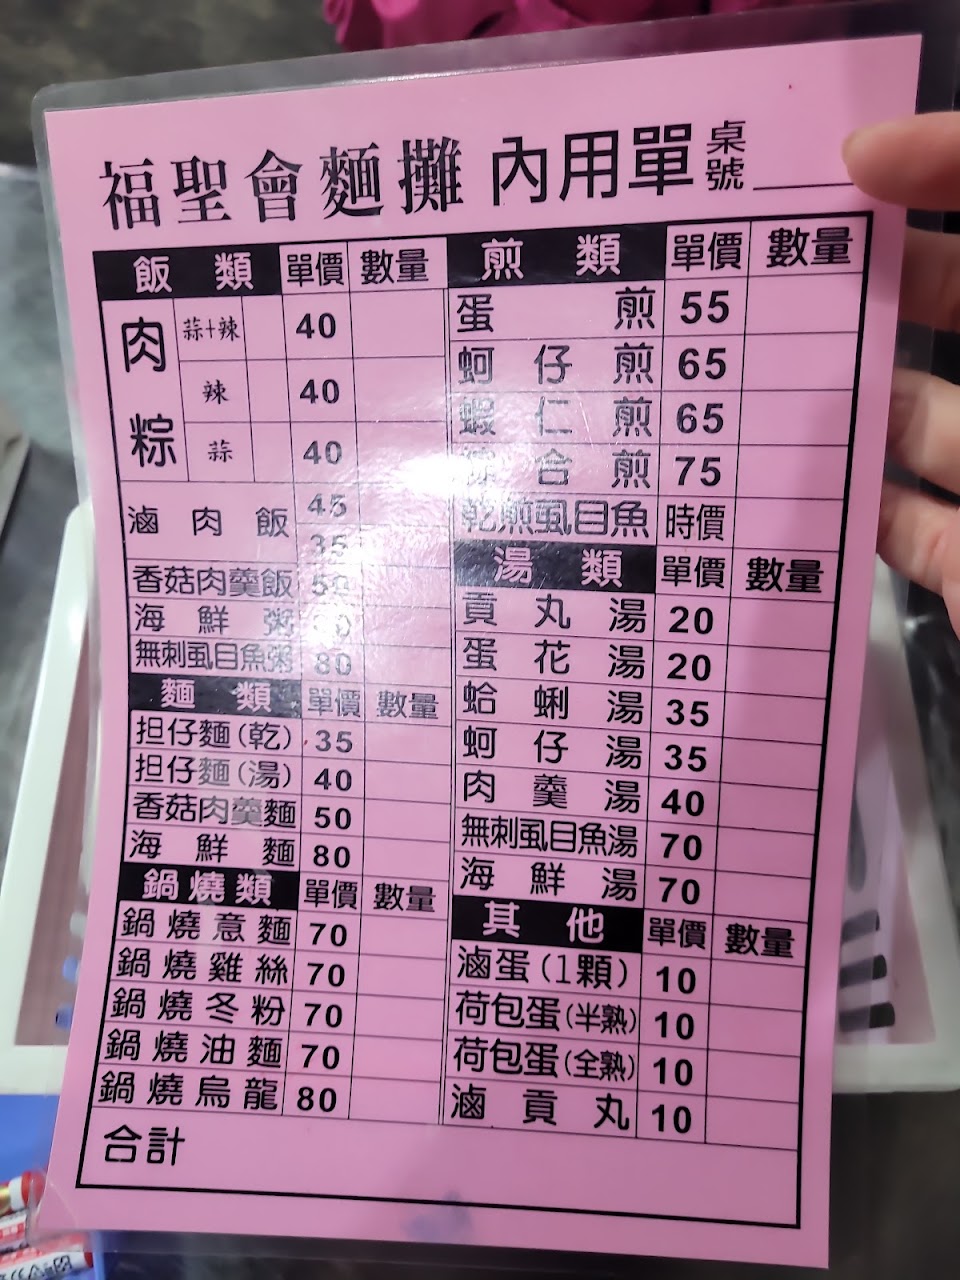 福聖會麵攤 內用單 桌號
飯類 單價 數量
肉粽 蒜+辣 40
辣 40
蒜 40
滷肉飯 45
35
香菇肉羹飯 50
海鮮粥
無刺虱目魚粥 80
麵類 單價 數量
担仔麵(乾) 35
担仔麵(湯) 40
香菇肉羹麵 50
海鮮麵 80
鍋燒類 單價 數量
鍋燒意麵 70
鍋燒雞絲 70
鍋燒冬粉 70
鍋燒油麵 70
鍋燒烏龍 80
煎類 單價 數量
蛋煎 55
蚵仔煎 65
蝦仁煎 65
綜合煎 75
乾煎虱目魚 時價
湯類 單價 數量
貢丸湯 20
蛋花湯 20
蛤蜊湯 35
蚵仔湯 35
肉羹湯 40
無刺虱目魚湯 70
海鮮湯 70
其他 單價 數量
滷蛋(1顆) 10
荷包蛋(半熟) 10
荷包蛋(全熟) 10
滷貢丸 10
合計